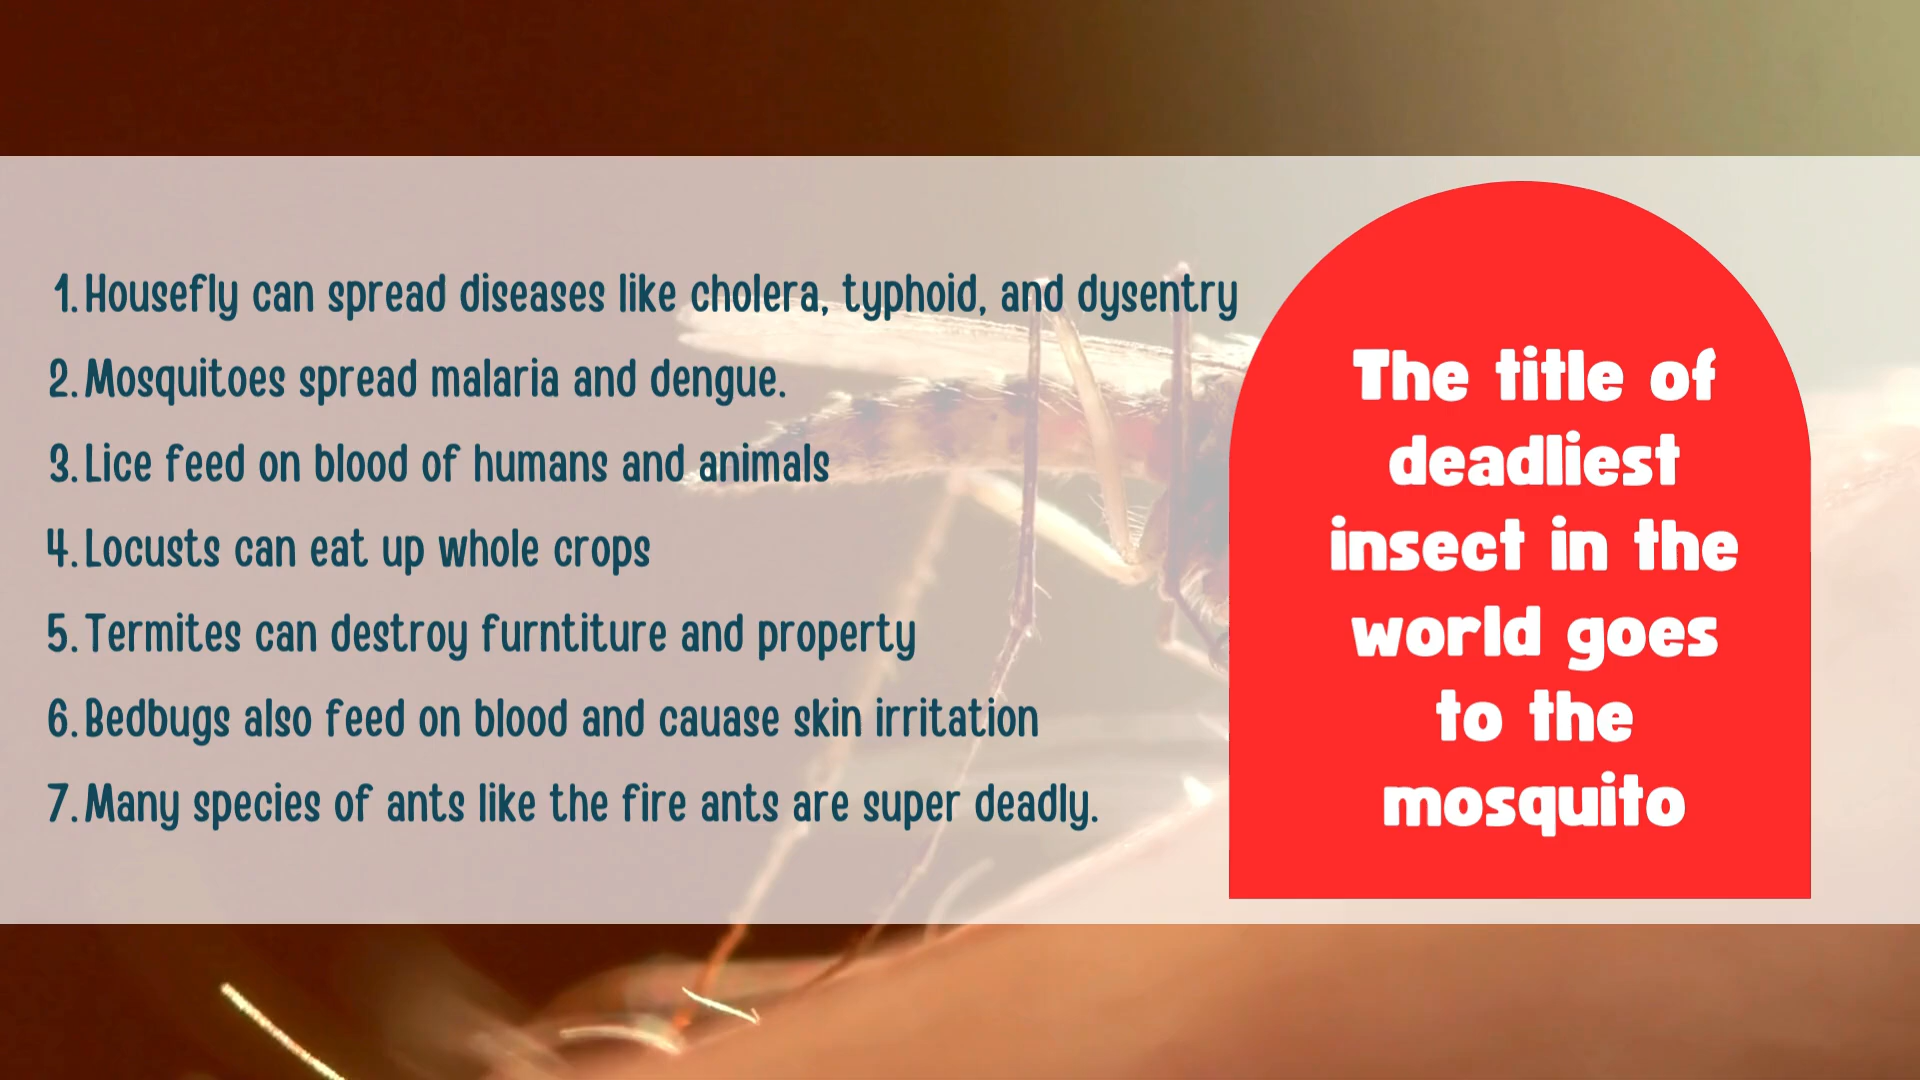 1. Housefly can spread diseases like cholera, typhoid, and dysentry
2. Mosquitoes spread malaria and dengue.
3. Lice feed on blood of humans and animals
4. Locusts can eat up whole crops
5. Termites can destroy furntiture and property
6. Bedbugs also feed on blood and cauase skin irritation
7. Many species of ants like the fire ants are super deadly.
The title of
deadliest
insect in the
world goes
to the
mosquito